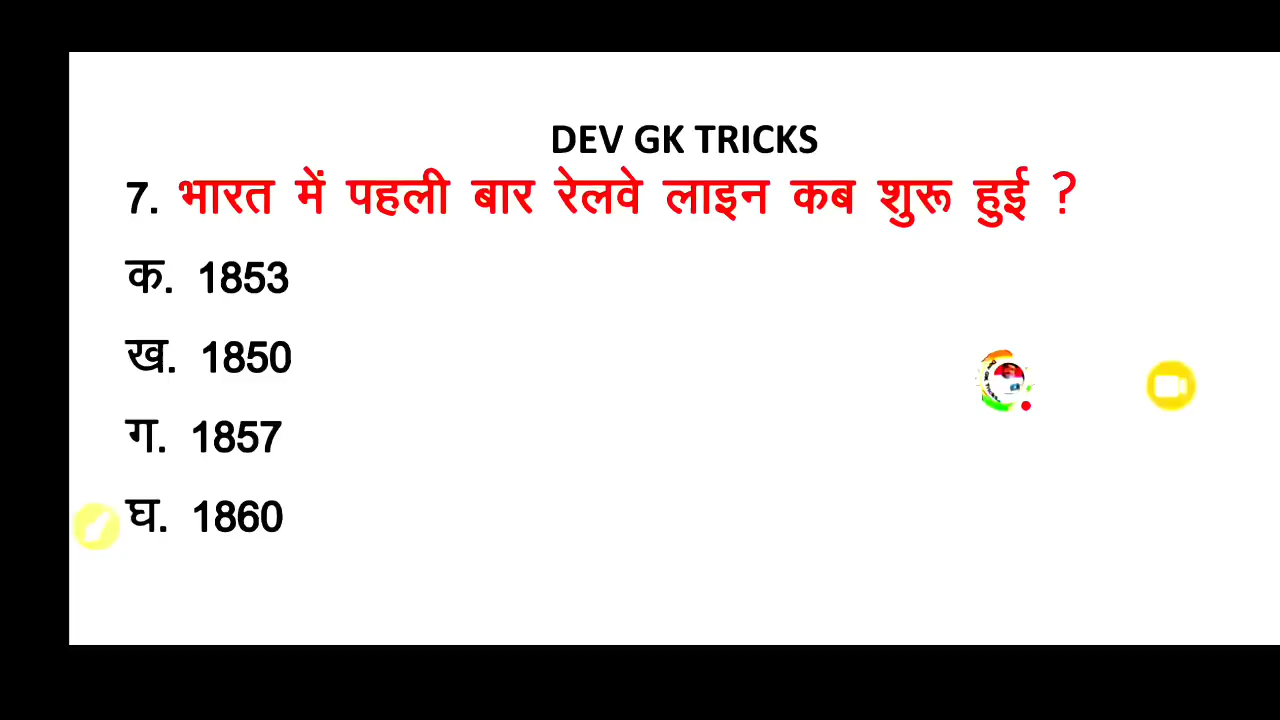 DEV GK TRICKS
7. भारत में पहली बार रेलवे लाइन कब शुरू हुई ?
क. 1853
ख. 1850
ग. 1857
घ. 1860